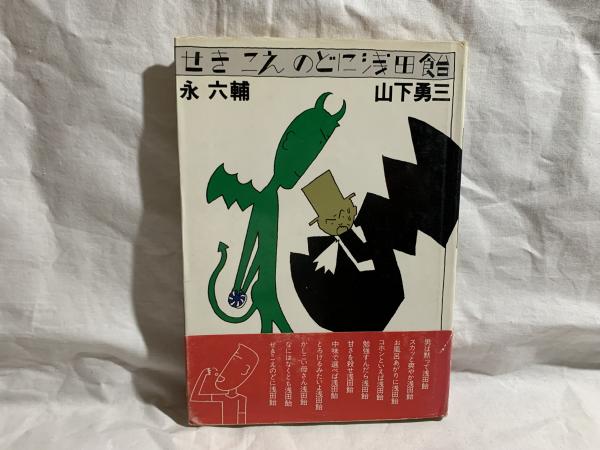 せき こえ のどに浅田飴
永 六輔
山下勇三
男は黙って浅田飴
スカッと爽やか浅田飴
お風呂あがりに浅田飴
コホンといえば浅田飴
勉強すんだら浅田飴
甘さを殺せ浅田飴
中味で選べば浅田飴
とろけるみたいよ浅田飴
かしこい母さん浅田飴
なにはなくとも浅田飴
せきこえのどに浅田飴